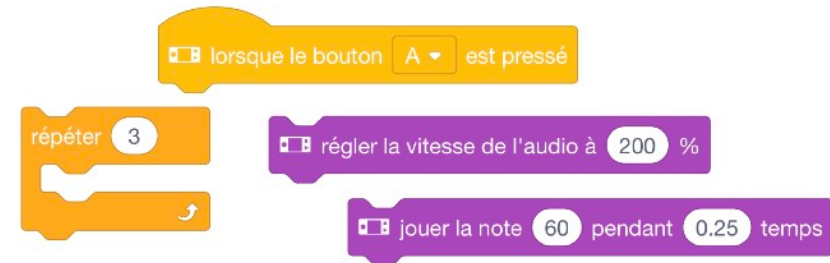 lorsque le bouton A est pressé
répéter 3
régler la vitesse de l'audio à 200 %
jouer la note 60 pendant 0.25 temps